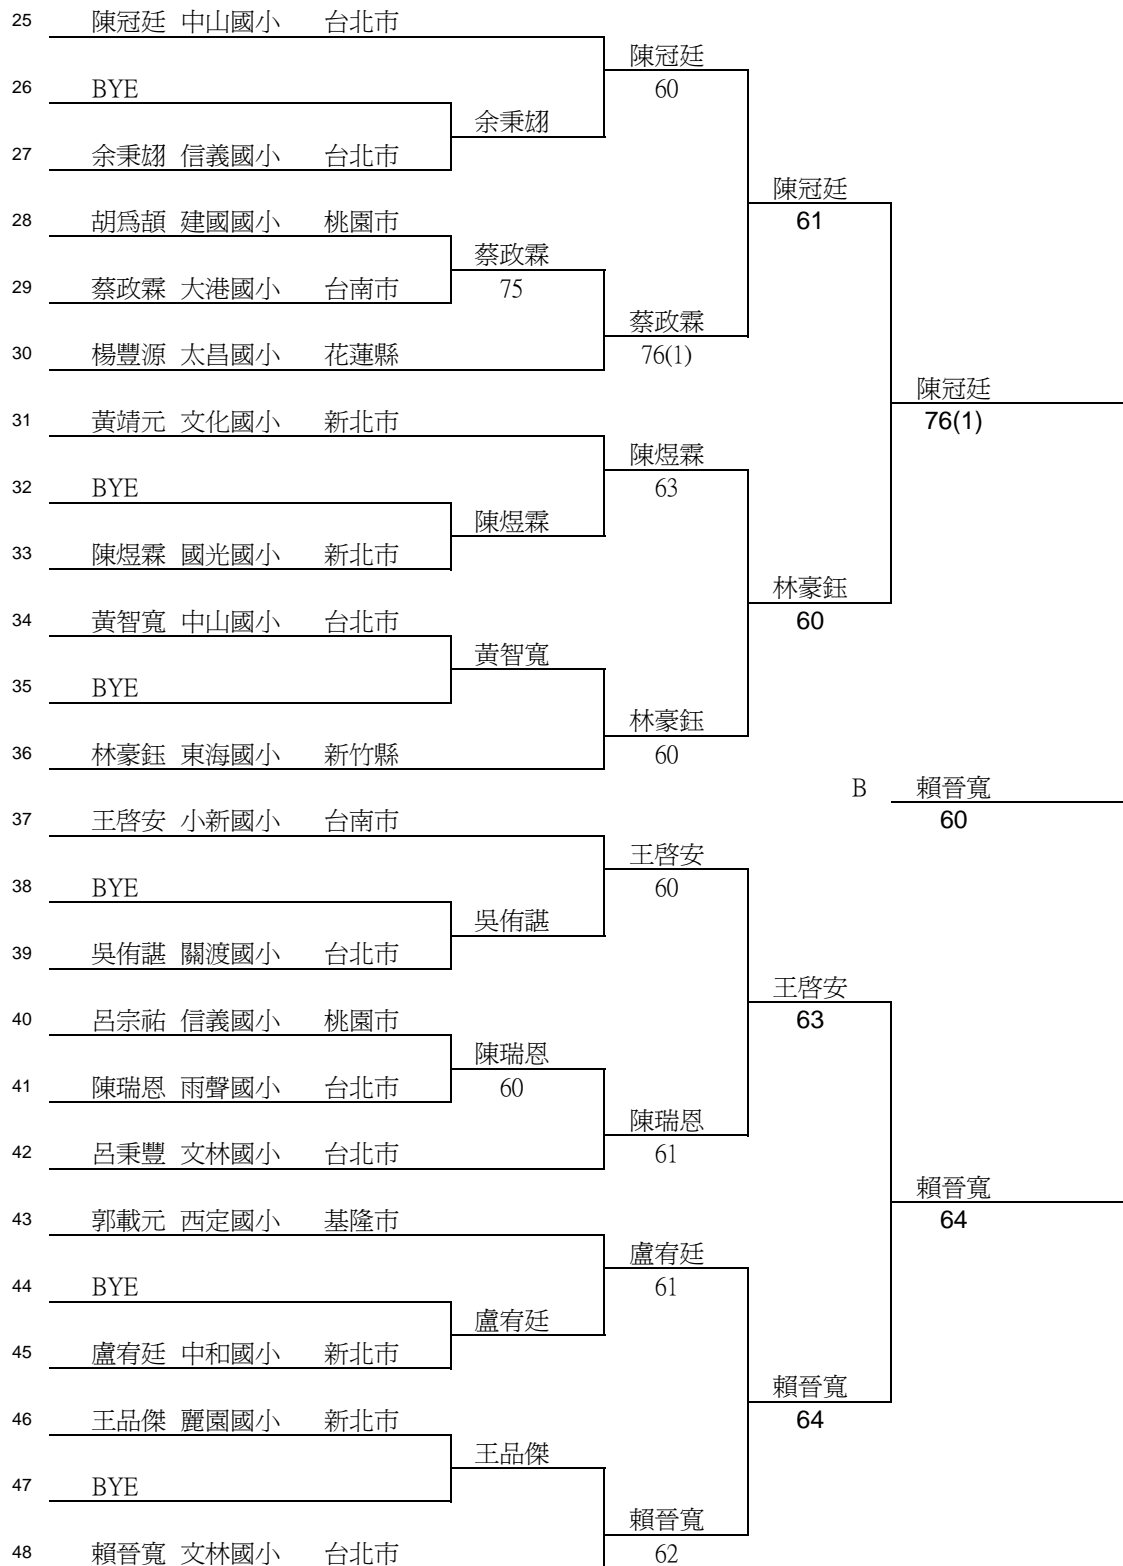 25 陳冠廷 中山國小 台北市
陳冠廷
26 BYE 60
余秉翃
27 余秉翃 信義國小 台北市
陳冠廷
28 胡為頡 建國國小 桃園市 61
蔡政霖
29 蔡政霖 大港國小 台南市 75
蔡政霖
30 楊豐源 太昌國小 花蓮縣 76(1)
陳冠廷
31 黃靖元 文化國小 新北市 76(1)
陳煜霖
32 BYE 63
陳煜霖
33 陳煜霖 國光國小 新北市
林豪鈺
34 黃智寬 中山國小 台北市 60
黃智寬
35 BYE
林豪鈺
36 林豪鈺 東海國小 新竹縣 60
B 賴晉寬
37 王啓安 小新國小 台南市 60
王啓安
38 BYE 60
吳侑諶
39 吳侑諶 關渡國小 台北市
王啓安
40 呂宗祐 信義國小 桃園市 63
陳瑞恩
41 陳瑞恩 雨聲國小 台北市 60
陳瑞恩
42 呂秉豐 文林國小 台北市 61
賴晉寬
43 郭載元 西定國小 基隆市 64
盧宥廷
44 BYE 61
盧宥廷
45 盧宥廷 中和國小 新北市
賴晉寬
46 王品傑 麗園國小 新北市 64
王品傑
47 BYE
賴晉寬
48 賴晉寬 文林國小 台北市 62